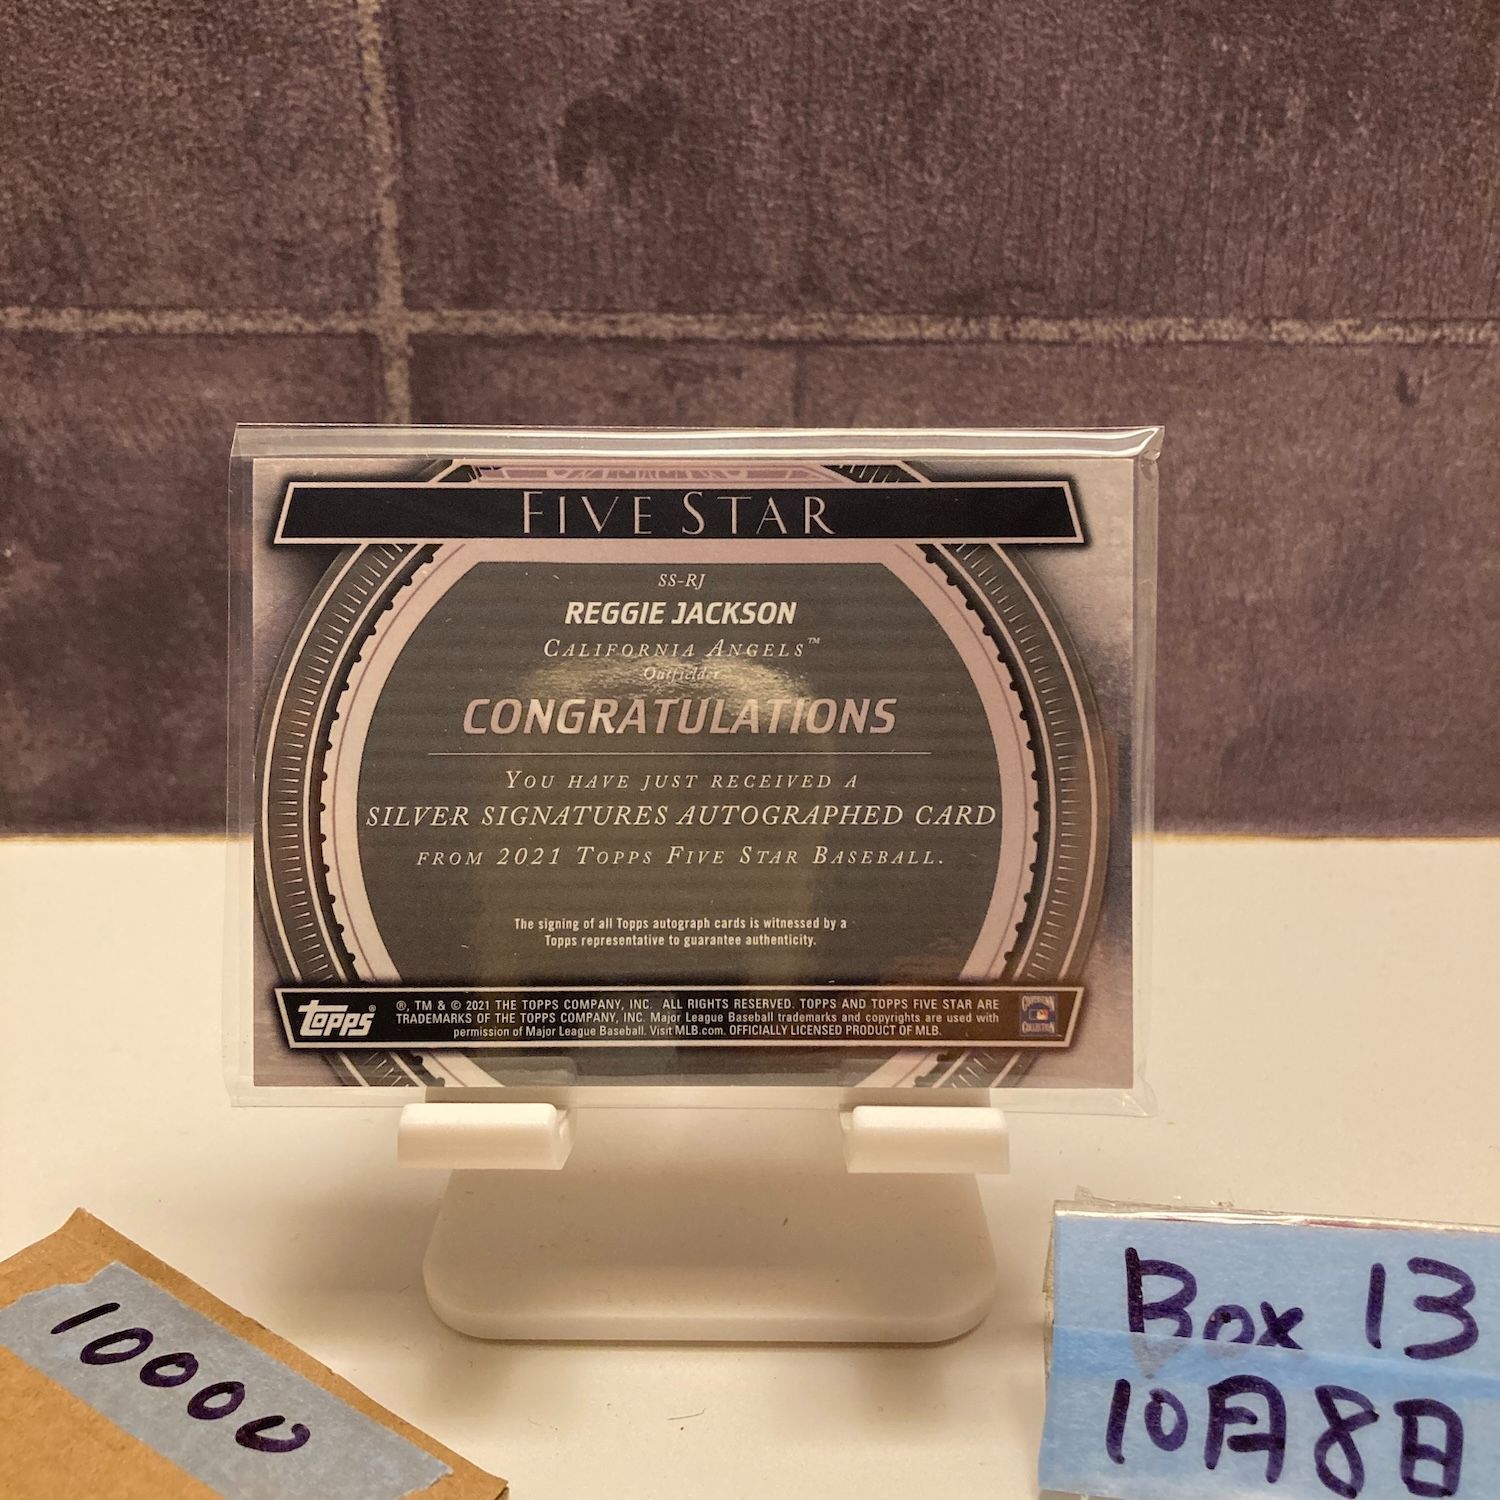 FIVE STAR
SS-RJ
REGGIE JACKSON
CALIFORNIA ANGELS™
Outfielder
CONGRATULATIONS
YOU HAVE JUST RECEIVED A
SILVER SIGNATURES AUTOGRAPHED CARD
FROM 2021 TOPPS FIVE STAR BASEBALL.
The signing of all Topps autograph cards is witnessed by a
Topps representative to guarantee authenticity.
topps®
®, TM & © 2021 THE TOPPS COMPANY, INC. ALL RIGHTS RESERVED. TOPPS AND TOPPS FIVE STAR ARE
TRADEMARKS OF THE TOPPS COMPANY, INC. Major League Baseball trademarks and copyrights are used with
permission of Major League Baseball. Visit MLB.com. OFFICIALLY LICENSED PRODUCT OF MLB.
COOPERSTOWN
COLLECTION
10000
Box 13
10月8日